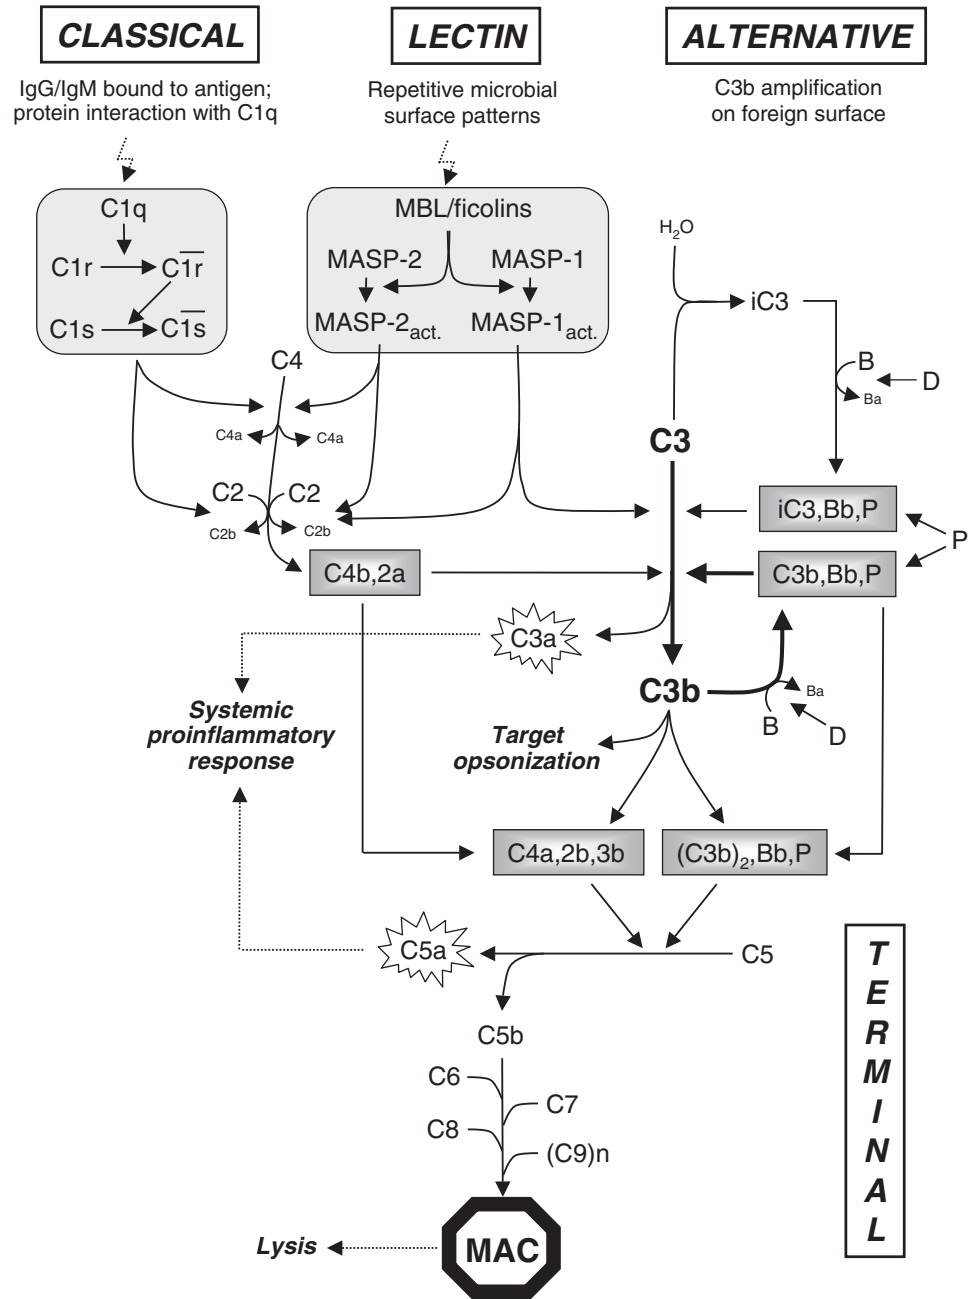 CLASSICAL
IgG/IgM bound to antigen;
protein interaction with C1q
LECTIN
Repetitive microbial
surface patterns
ALTERNATIVE
C3b amplification
on foreign surface
C1q
C1r
C1r
C1s
C1s
MBL/ficolins
MASP-2
MASP-1
MASP-2act.
MASP-1act.
H2O
iC3
B
D
Ba
C4
C4a
C4a
C3
C2
C2
C2b
C2b
iC3,Bb,P
P
C4b,2a
C3b,Bb,P
C3a
C3b
Ba
B
D
Systemic
proinflammatory
response
Target
opsonization
C4a,2b,3b
(C3b)2,Bb,P
C5a
C5
C5b
C6
C7
C8
(C9)n
MAC
Lysis
T
E
R
M
I
N
A
L